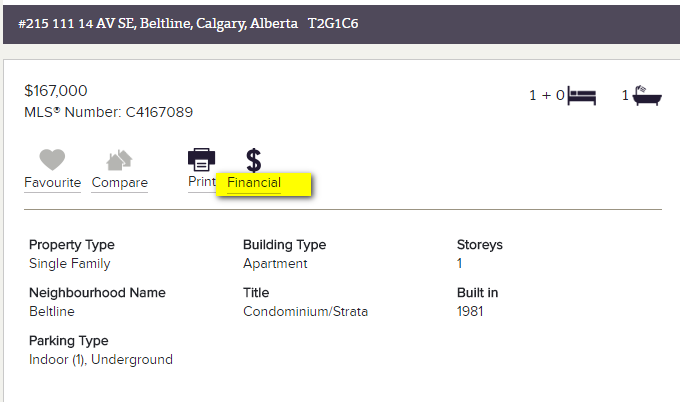 #215 111 14 AV SE, Beltline, Calgary, Alberta T2G1C6
$167,000
MLS® Number: C4167089
1 + 0
1
Favourite Compare Print Financial
Property Type Building Type Storeys
Single Family Apartment 1
Neighbourhood Name Title Built in
Beltline Condominium/Strata 1981
Parking Type
Indoor (1), Underground